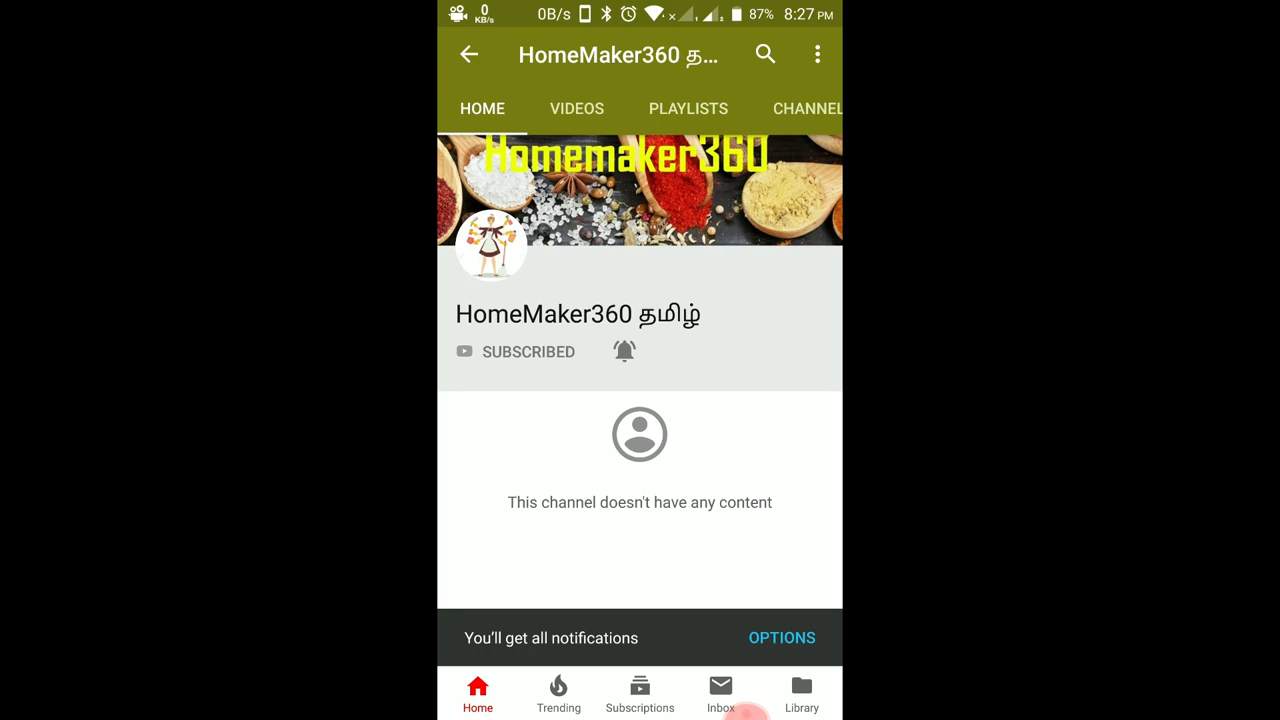 0 KB/s 0B/s 87% 8:27 PM
HomeMaker360 த...
HOME VIDEOS PLAYLISTS CHANNEL
Homemaker360
HomeMaker360 தமிழ்
SUBSCRIBED
This channel doesn't have any content
You'll get all notifications OPTIONS
Home Trending Subscriptions Inbox Library